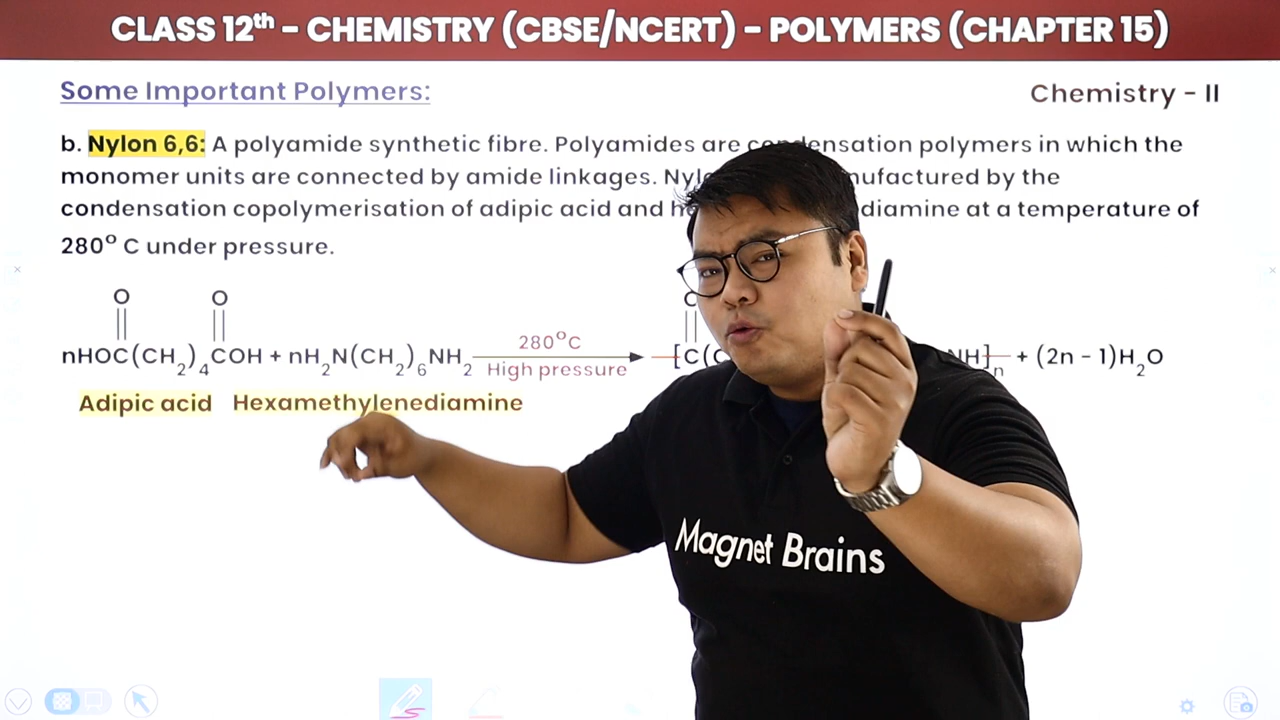 CLASS 12th - CHEMISTRY (CBSE/NCERT) - POLYMERS (CHAPTER 15)
Some Important Polymers:
Chemistry - II
b. Nylon 6,6: A polyamide synthetic fibre. Polyamides are condensation polymers in which the
monomer units are connected by amide linkages. by the
condensation copolymerisation of adipic acid and diamine at a temperature of
280° C under pressure.
O O
nHOC(CH₂)₄COH + nH₂N(CH₂)₆NH₂ 280°C [C(C NH]ₙ + (2n - 1)H₂O
High pressure
Adipic acid Hexamethylenediamine
Magnet Brains